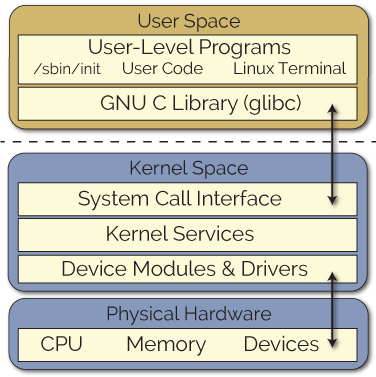 User Space
User-Level Programs
/sbin/init User Code Linux Terminal
GNU C Library (glibc)
Kernel Space
System Call Interface
Kernel Services
Device Modules & Drivers
Physical Hardware
CPU Memory Devices